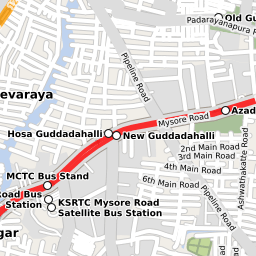 Old Gu
Padarayanapura R
Pipeline Road
evaraya
Azad
Mysore Road
Hosa Guddadahalli
New Guddadahalli
2nd Main Road
3rd Main Road
4th Main Road
6th Main Road
MCTC Bus Stand
Road Bus
Station
KSRTC Mysore Road
Satellite Bus Station
Pipeline Road
Ashwathakatte Road
gar